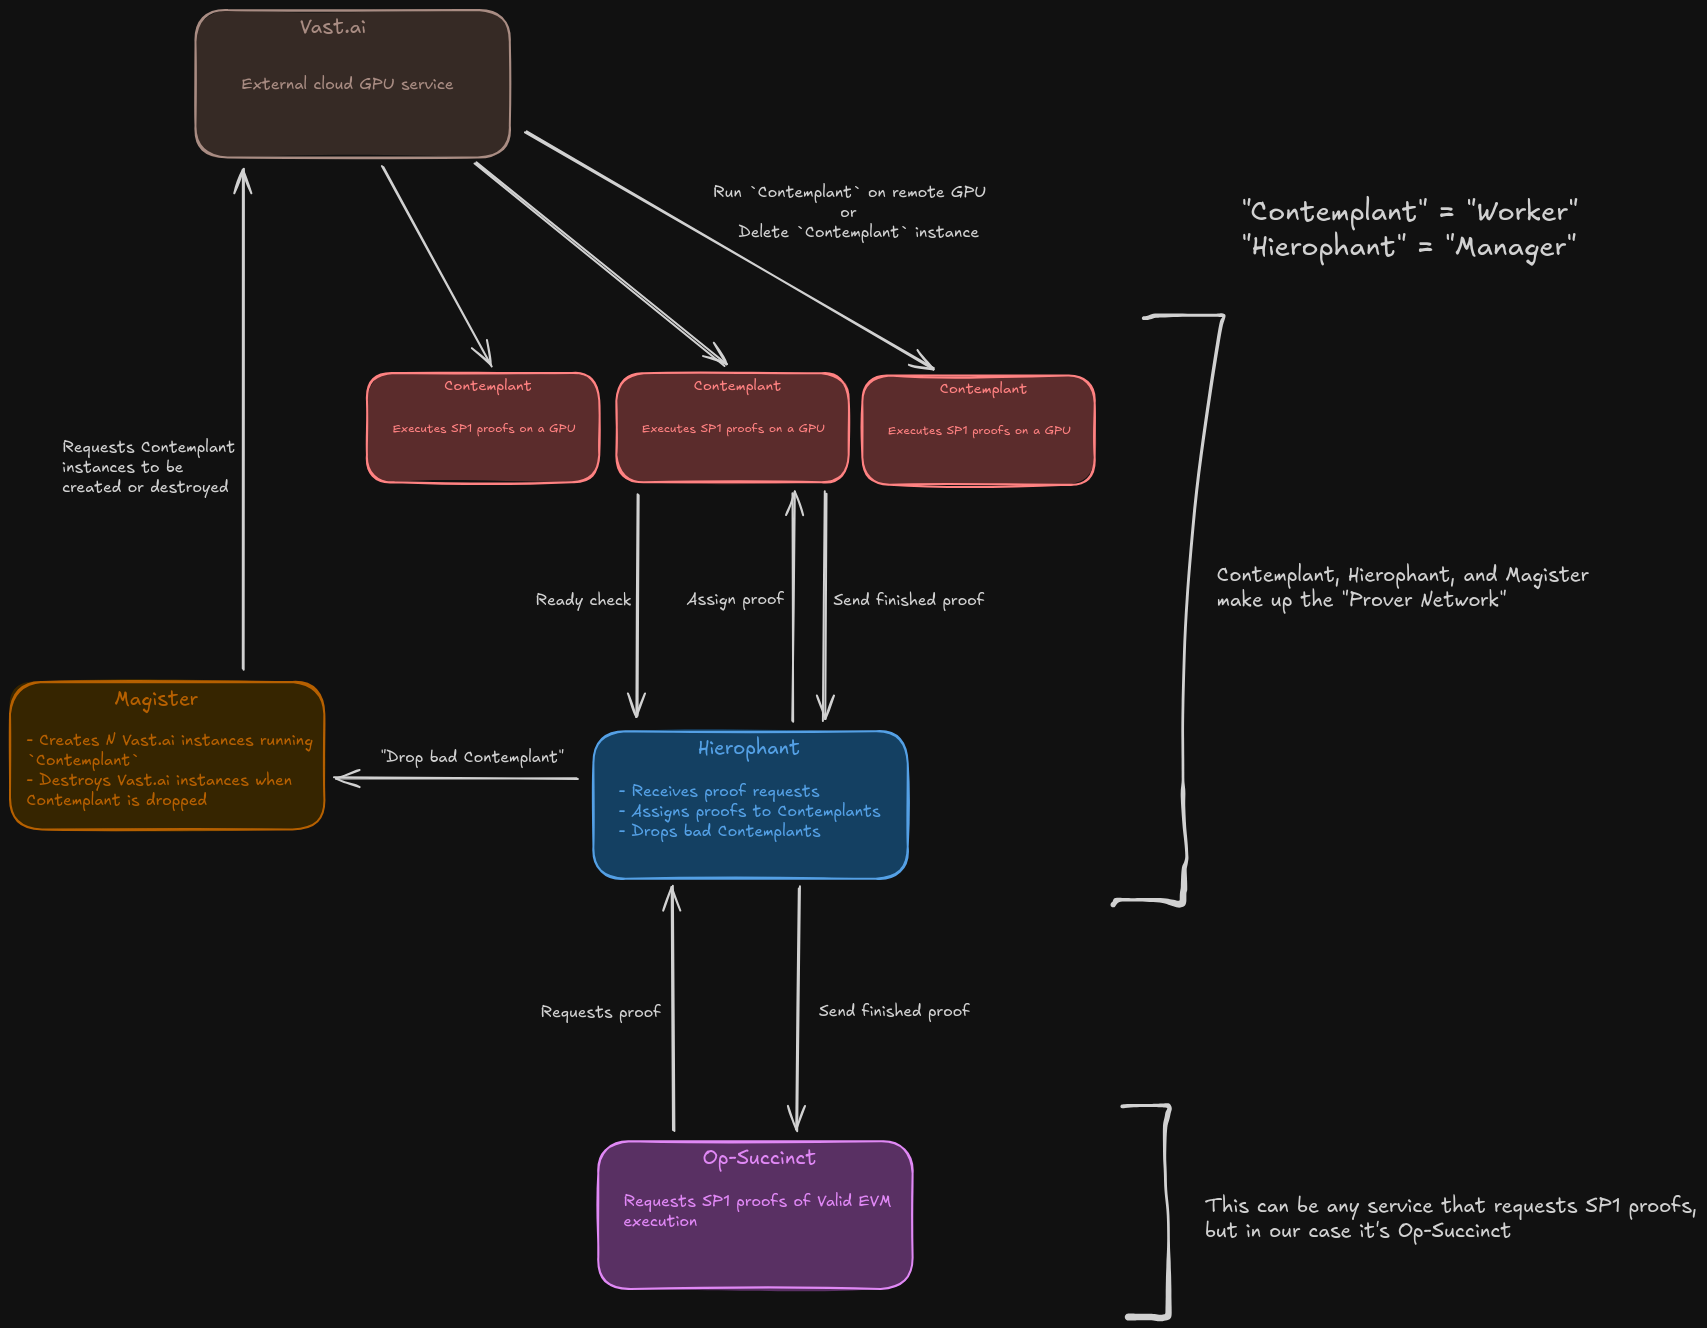 Vast.ai
External cloud GPU service
Run `Contemplant` on remote GPU
or
Delete `Contemplant` instance
"Contemplant" = "Worker"
"Hierophant" = "Manager"
Contemplant
Executes SP1 proofs on a GPU
Contemplant
Executes SP1 proofs on a GPU
Contemplant
Executes SP1 proofs on a GPU
Requests Contemplant
instances to be
created or destroyed
Ready check
Assign proof
Send finished proof
Contemplant, Hierophant, and Magister
make up the "Prover Network"
Magister
- Creates N Vast.ai instances running
`Contemplant`
- Destroys Vast.ai instances when
Contemplant is dropped
"Drop bad Contemplant"
Hierophant
- Receives proof requests
- Assigns proofs to Contemplants
- Drops bad Contemplants
Requests proof
Send finished proof
Op-Succinct
Requests SP1 proofs of Valid EVM
execution
This can be any service that requests SP1 proofs,
but in our case it's Op-Succinct